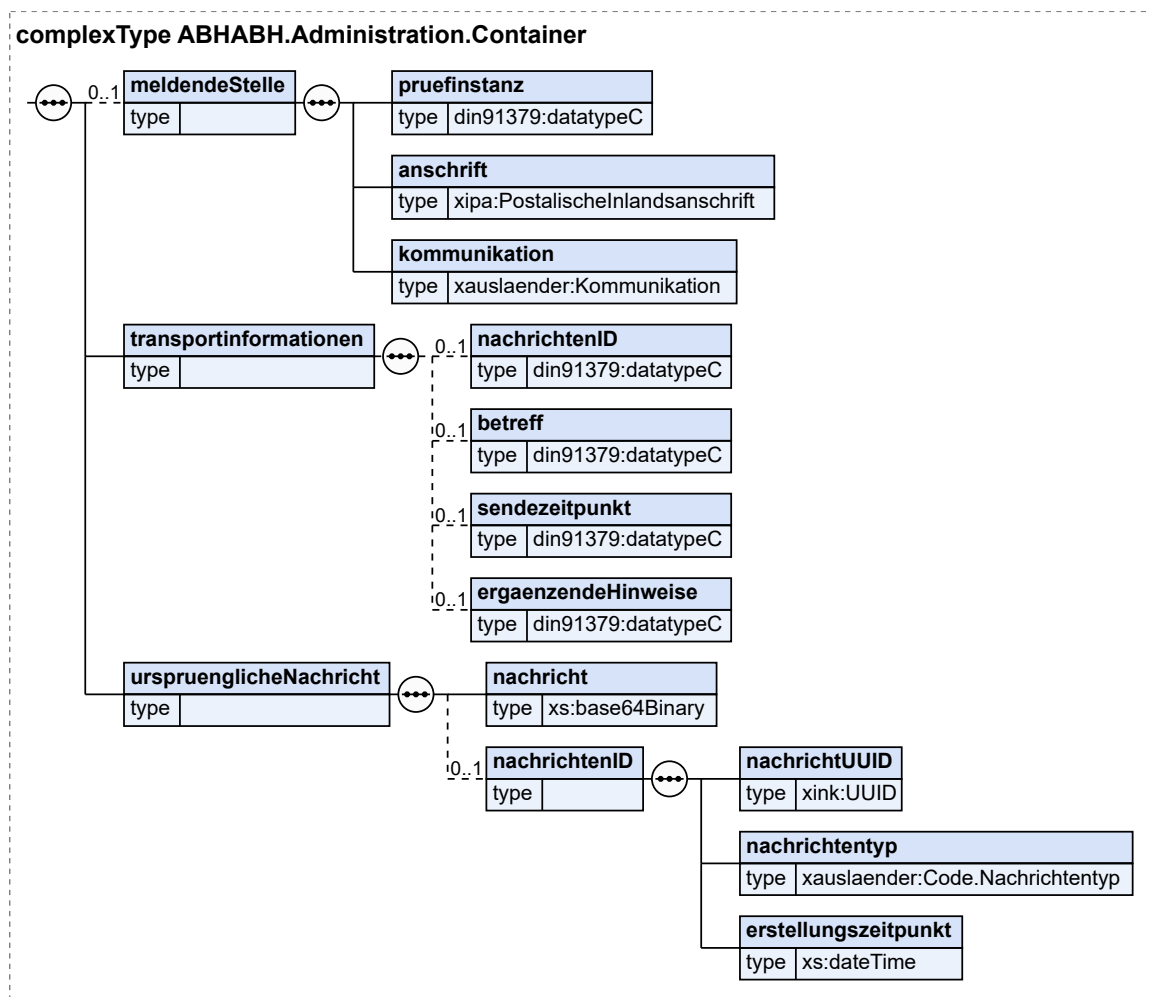 complexType ABHABH.Administration.Container
0..1
meldendeStelle
type
pruefinstanz
type din91379:datatypeC
anschrift
type xipa:PostalischeInlandsanschrift
kommunikation
type xauslaender:Kommunikation
transportinformationen
type
0..1
nachrichtenID
type din91379:datatypeC
0..1
betreff
type din91379:datatypeC
0..1
sendezeitpunkt
type din91379:datatypeC
0..1
ergaenzendeHinweise
type din91379:datatypeC
urspruenglicheNachricht
type
nachricht
type xs:base64Binary
0..1
nachrichtenID
type
nachrichtUUID
type xink:UUID
nachrichtentyp
type xauslaender:Code.Nachrichtentyp
erstellungszeitpunkt
type xs:dateTime